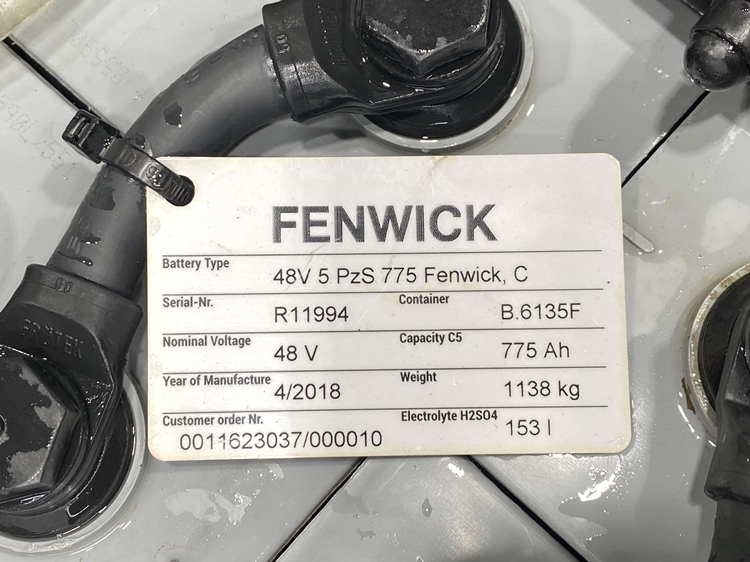 FENWICK
Battery Type 48V 5 PzS 775 Fenwick, C
Serial-Nr. R11994 Container B.6135F
Nominal Voltage 48 V Capacity C5 775 Ah
Year of Manufacture 4/2018 Weight 1138 kg
Customer order Nr. 0011623037/000010 Electrolyte H2SO4 153 l